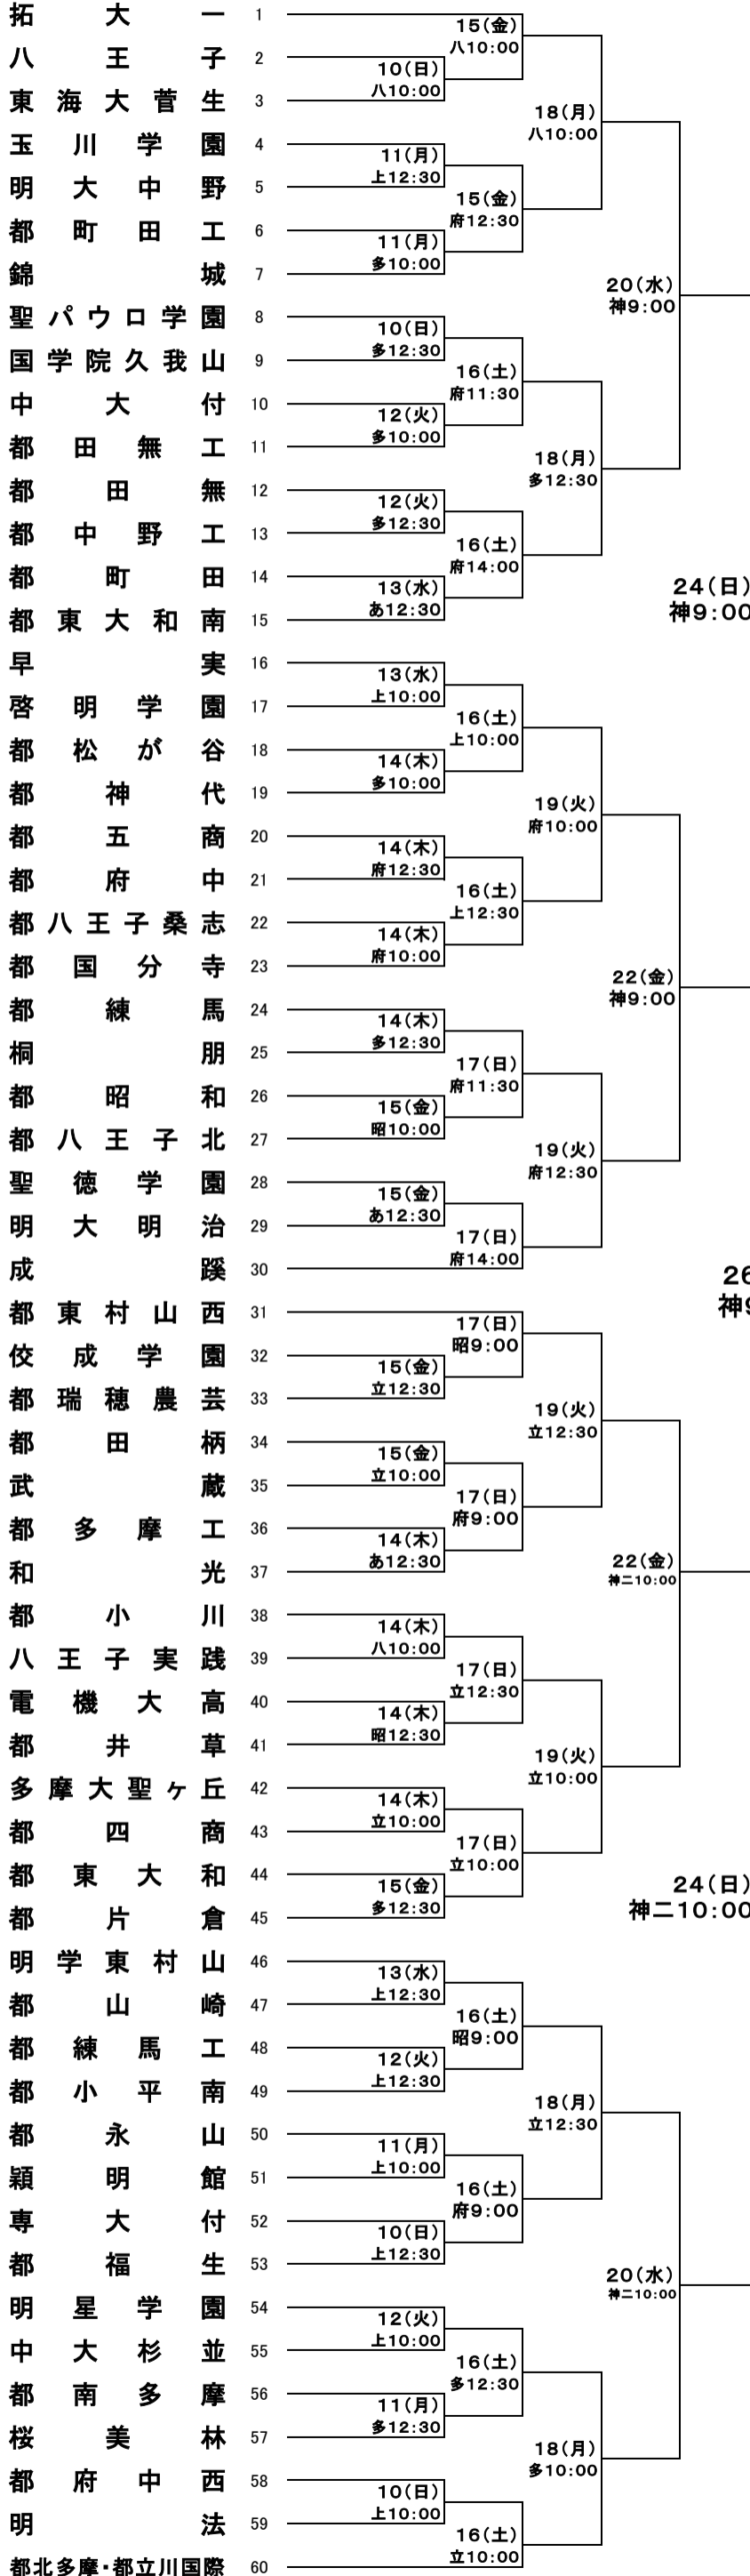 拓大一 1
15(金)
八10:00
八王子 2
10(日)
八10:00
東海大菅生 3
18(月)
八10:00
玉川学園 4
11(月)
上12:30
明大中野 5
15(金)
府12:30
都町田工 6
11(月)
多10:00
錦城 7
20(水)
神9:00
聖パウロ学園 8
10(日)
多12:30
国学院久我山 9
16(土)
府11:30
中大付 10
12(火)
多10:00
都田無工 11
18(月)
多12:30
都田無 12
12(火)
多12:30
都中野工 13
16(土)
府14:00
都町田 14
13(水)
あ12:30
都東大和南 15
24(日)
神9:00
早実 16
13(水)
上10:00
啓明学園 17
16(土)
上10:00
都松が谷 18
14(木)
多10:00
都神代 19
19(火)
府10:00
都五商 20
14(木)
府12:30
都府中 21
16(土)
上12:30
都八王子桑志 22
14(木)
府10:00
都国分寺 23
22(金)
神9:00
都練馬 24
14(木)
多12:30
桐朋 25
17(日)
府11:30
都昭和 26
15(金)
昭10:00
都八王子北 27
19(火)
府12:30
聖徳学園 28
15(金)
あ12:30
明大明治 29
17(日)
府14:00
成蹊 30
26
神9
都東村山西 31
17(日)
昭9:00
佼成学園 32
15(金)
立12:30
都瑞穂農芸 33
19(火)
立12:30
都田柄 34
15(金)
立10:00
武蔵 35
17(日)
府9:00
都多摩工 36
14(木)
あ12:30
和光 37
22(金)
神二10:00
都小川 38
14(木)
八10:00
八王子実践 39
17(日)
立12:30
電機大高 40
14(木)
昭12:30
都井草 41
19(火)
立10:00
多摩大聖ヶ丘 42
14(木)
立10:00
都四商 43
17(日)
立10:00
都東大和 44
15(金)
多12:30
都片倉 45
24(日)
神二10:00
明学東村山 46
13(水)
上12:30
都山崎 47
16(土)
昭9:00
都練馬工 48
12(火)
上12:30
都小平南 49
18(月)
立12:30
都永山 50
11(月)
上10:00
穎明館 51
16(土)
府9:00
専大付 52
10(日)
上12:30
都福生 53
20(水)
神二10:00
明星学園 54
12(火)
上10:00
中大杉並 55
16(土)
多12:30
都南多摩 56
11(月)
多12:30
桜美林 57
18(月)
多10:00
都府中西 58
10(日)
上10:00
明法 59
16(土)
立10:00
都北多摩・都立川国際 60